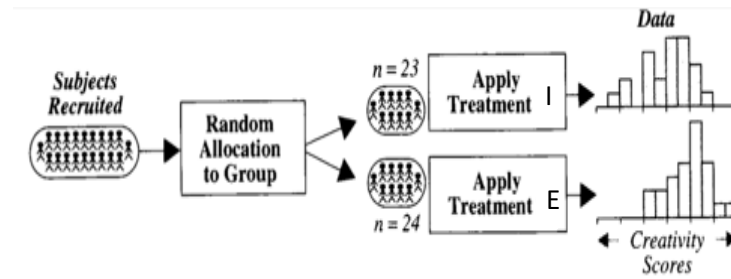 Data
Subjects
Recruited
n = 23
Apply
Treatment I
Random
Allocation
to Group
Apply
Treatment E
n = 24
Creativity
Scores